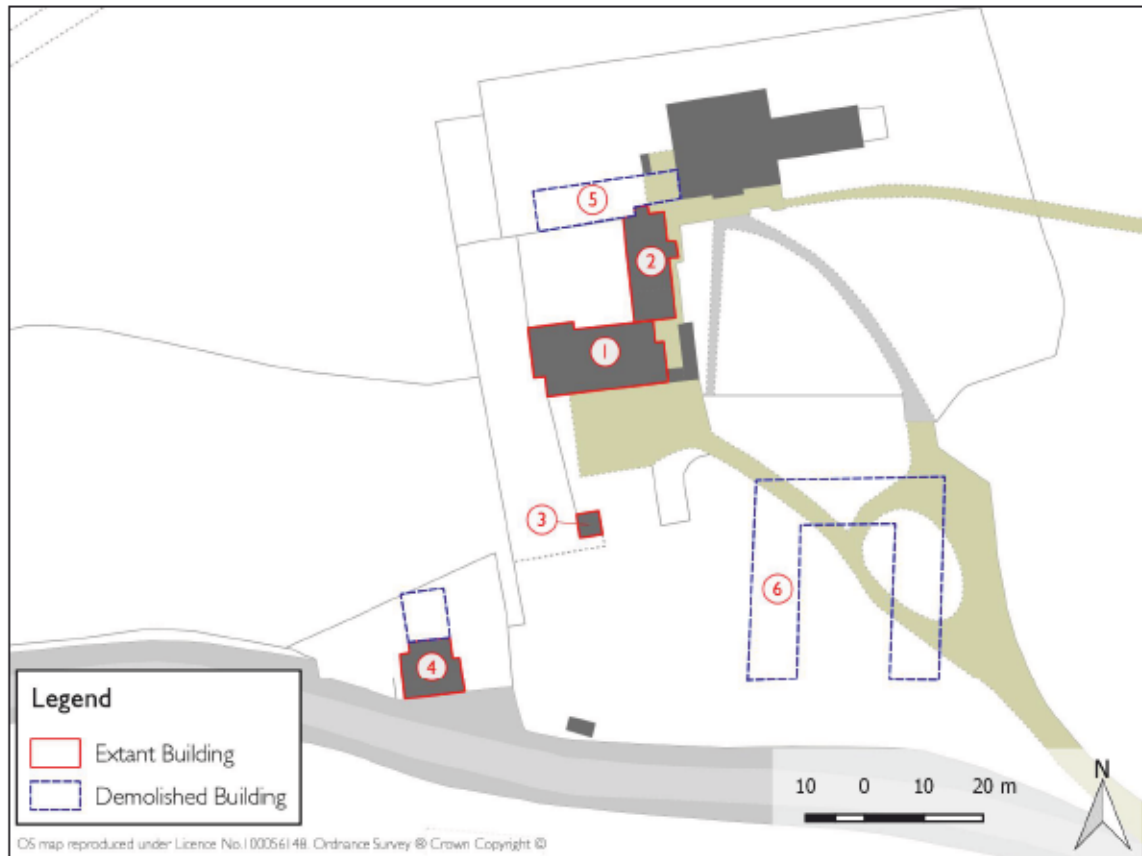 5
2
1
3
6
4
Legend
Extant Building
Demolished Building
10 0 10 20 m
N
OS map reproduced under Licence No.100056148. Ordnance Survey ® Crown Copyright ©